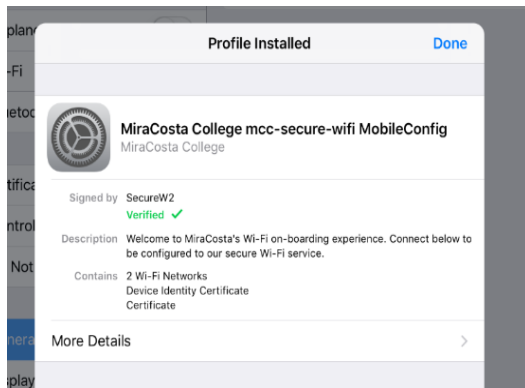 Profile Installed
Done
MiraCosta College mcc-secure-wifi MobileConfig
MiraCosta College
Signed by SecureW2
Verified ✓
Description Welcome to MiraCosta's Wi-Fi on-boarding experience. Connect below to
be configured to our secure Wi-Fi service.
Contains 2 Wi-Fi Networks
Device Identity Certificate
Certificate
More Details
-Fi
Not